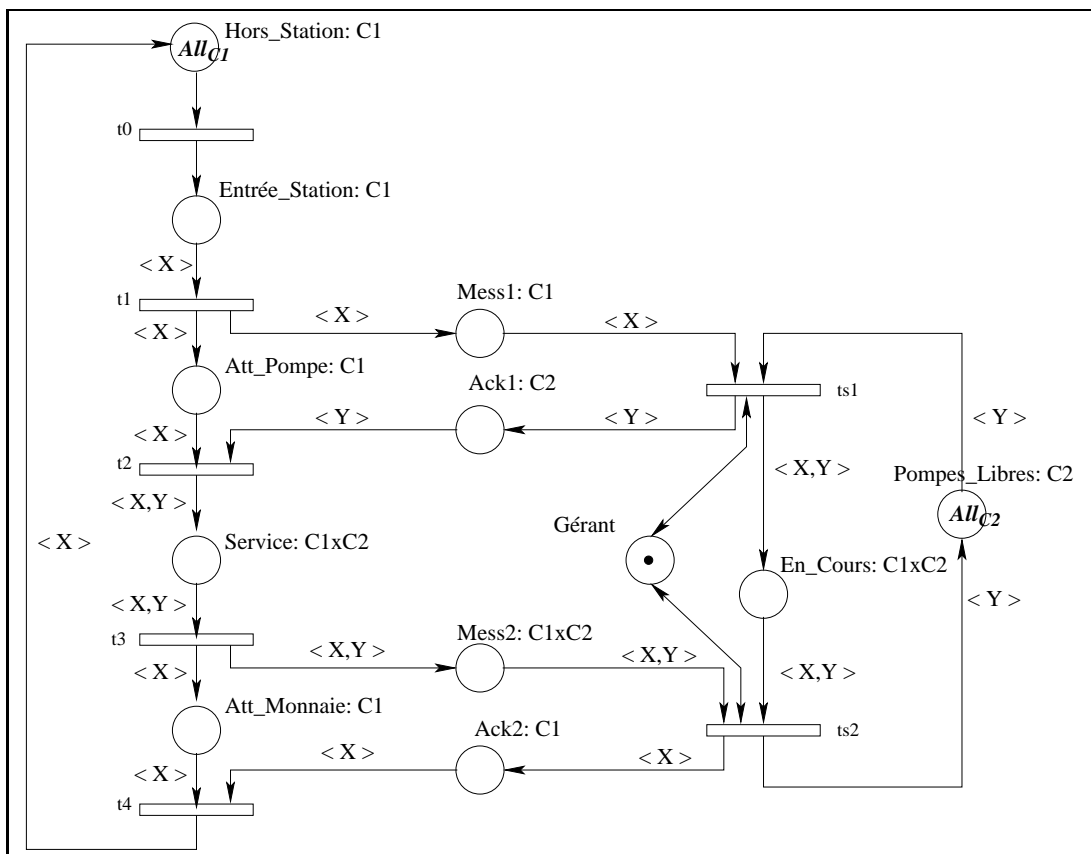 Hors_Station: C1
All C1
t0
Entrée_Station: C1
< X >
t1
< X >
Mess1: C1
< X >
< X >
Att_Pompe: C1
Ack1: C2
ts1
< X >
< Y >
< Y >
< Y >
t2
< X,Y >
< X,Y >
Pompes_Libres: C2
All C2
Gérant
< X >
Service: C1xC2
En_Cours: C1xC2
< X,Y >
< Y >
t3
Mess2: C1xC2
< X >
< X,Y >
< X,Y >
< X,Y >
Att_Monnaie: C1
Ack2: C1
ts2
< X >
< X >
< X >
t4